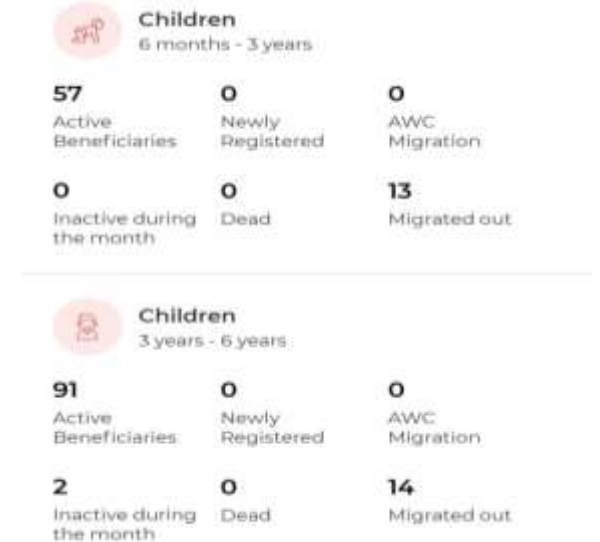 Children
6 months - 3 years
57 0 0
Active Newly AWC
Beneficiaries Registered Migration
0 0 13
Inactive during Dead Migrated out
the month
Children
3 years - 6 years
91 0 0
Active Newly AWC
Beneficiaries Registered Migration
2 0 14
Inactive during Dead Migrated out
the month